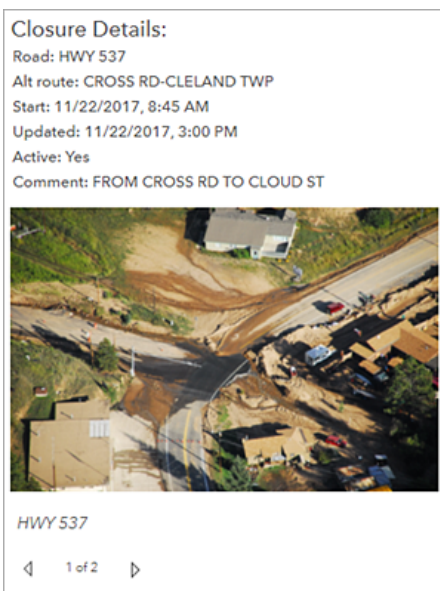 Closure Details:
Road: HWY 537
Alt route: CROSS RD-CLELAND TWP
Start: 11/22/2017, 8:45 AM
Updated: 11/22/2017, 3:00 PM
Active: Yes
Comment: FROM CROSS RD TO CLOUD ST
HWY 537
1 of 2